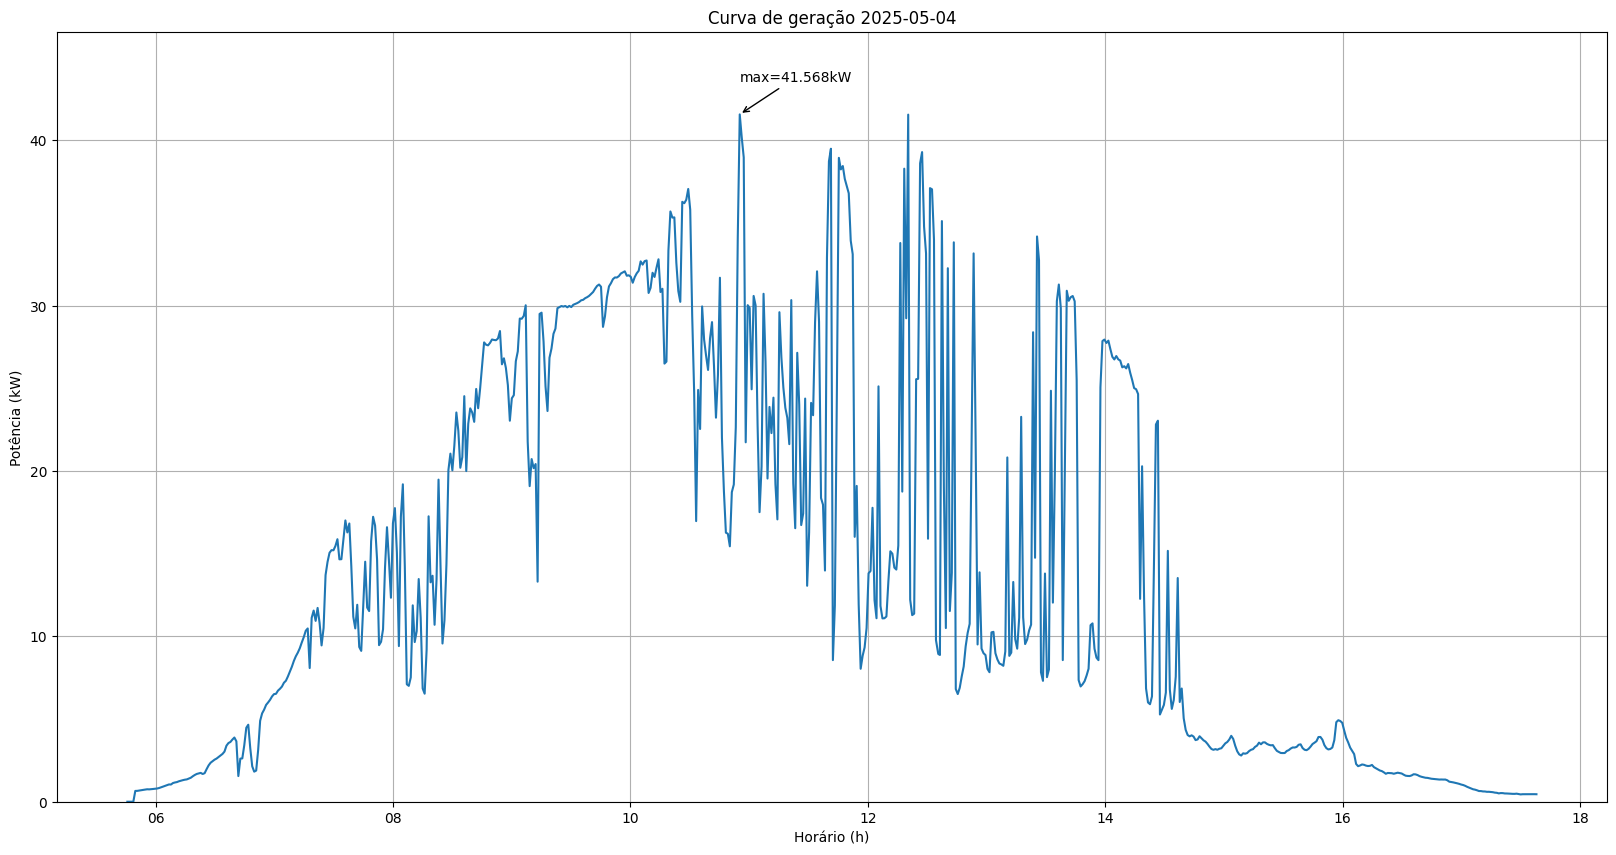 Curva de geração 2025-05-04
max=41.568kW
Potência (kW)
40
30
20
10
0
06 08 10 12 14 16 18
Horário (h)